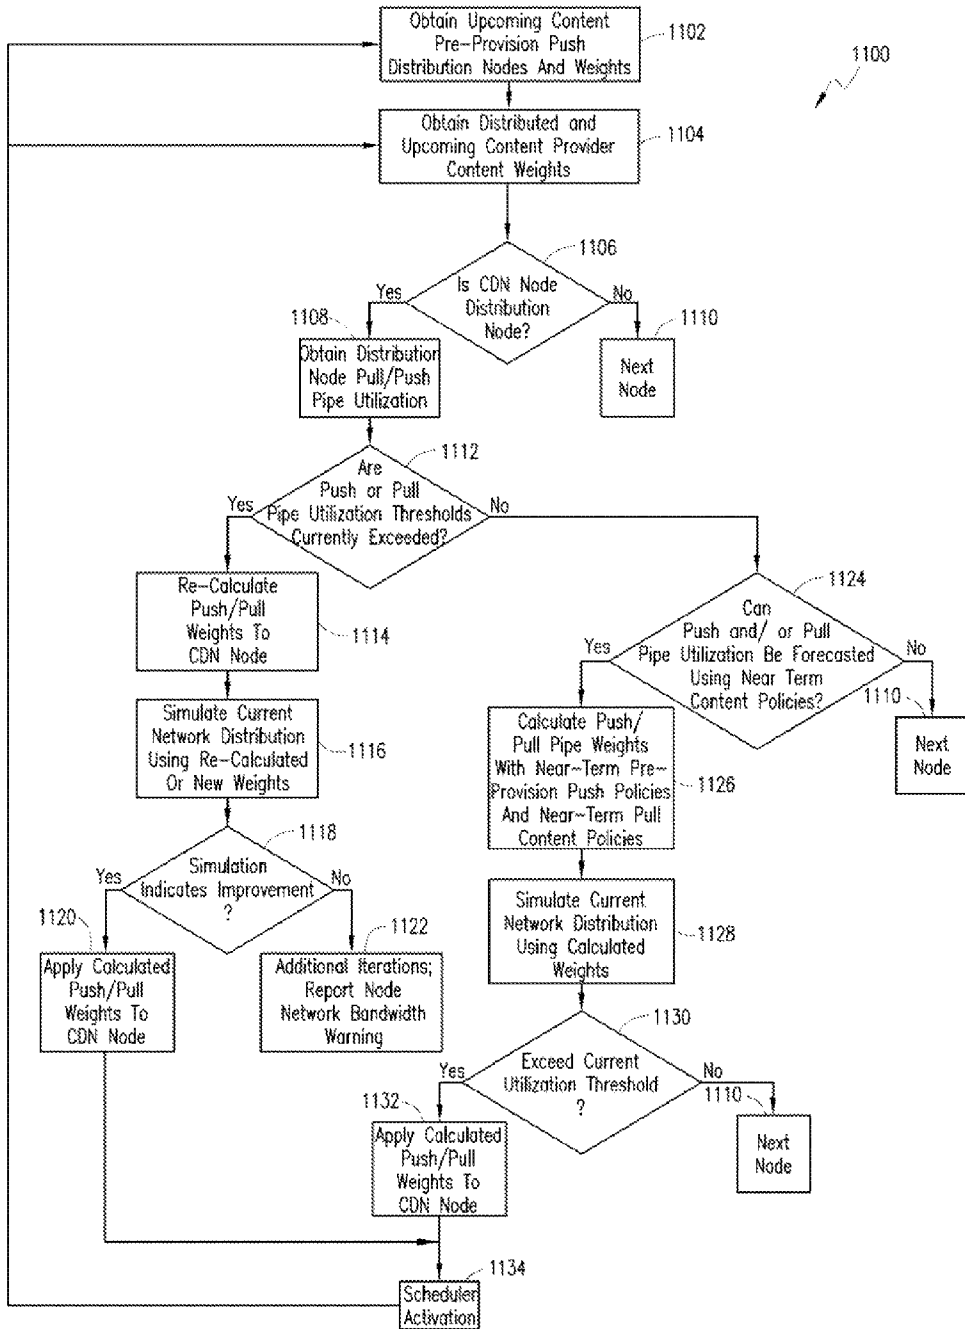 Obtain Upcoming Content
Pre-Provision Push
Distribution Nodes And Weights
1102
1100
Obtain Distributed and
Upcoming Content Provider
Content Weights
1104
1106
Is CDN Node
Distribution
Node?
Yes
No
1108
Obtain Distribution
Node Pull/Push
Pipe Utilization
1110
Next
Node
1112
Are
Push or Pull
Pipe Utilization Thresholds
Currently Exceeded?
Yes
No
Re-Calculate
Push/Pull
Weights To
CDN Node
1114
1124
Can
Push and/ or Pull
Pipe Utilization Be Forecasted
Using Near Term
Content Policies?
Yes
No
1110
Next
Node
Simulate Current
Network Distribution
Using Re-Calculated
Or New Weights
1116
Calculate Push/
Pull Pipe Weights
With Near-Term Pre-
Provision Push Policies
And Near-Term Pull
Content Policies
1126
1118
Simulation
Indicates Improvement
?
Yes
No
1120
Apply Calculated
Push/Pull
Weights To
CDN Node
1122
Additional Iterations;
Report Node
Network Bandwidth
Warning
Simulate Current
Network Distribution
Using Calculated
Weights
1128
1130
Exceed Current
Utilization Threshold
?
Yes
No
1132
Apply Calculated
Push/Pull
Weights To
CDN Node
1110
Next
Node
1134
Scheduler
Activation